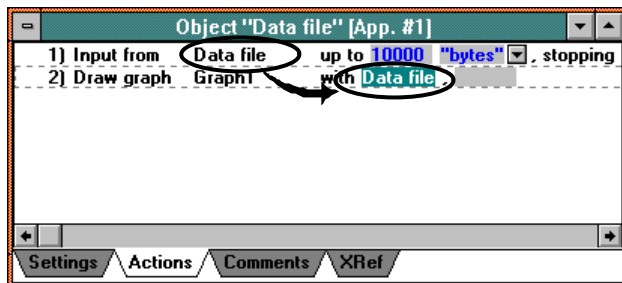 Object "Data file" [App. #1]
1) Input from Data file up to 10000 "bytes" , stopping
2) Draw graph Graph1 with Data file ,
Settings Actions Comments XRef